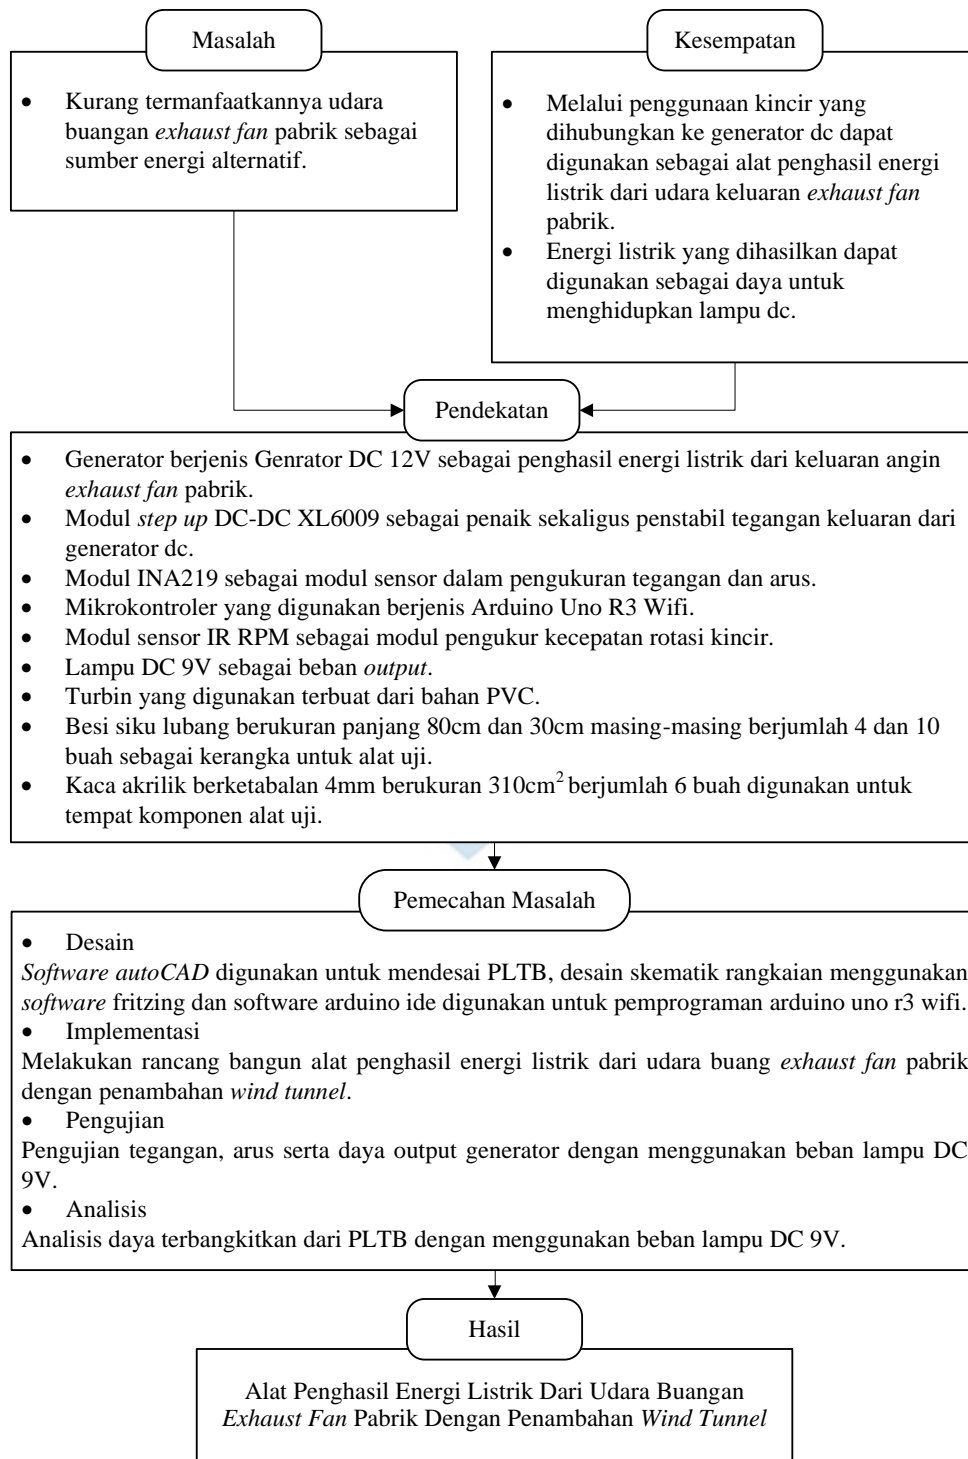 Masalah
• Kurang termanfaatkannya udara
buangan exhaust fan pabrik sebagai
sumber energi alternatif.
Kesempatan
• Melalui penggunaan kincir yang
dihubungkan ke generator dc dapat
digunakan sebagai alat penghasil energi
listrik dari udara keluaran exhaust fan
pabrik.
• Energi listrik yang dihasilkan dapat
digunakan sebagai daya untuk
menghidupkan lampu dc.
Pendekatan
• Generator berjenis Genrator DC 12V sebagai penghasil energi listrik dari keluaran angin
exhaust fan pabrik.
• Modul step up DC-DC XL6009 sebagai penaik sekaligus penstabil tegangan keluaran dari
generator dc.
• Modul INA219 sebagai modul sensor dalam pengukuran tegangan dan arus.
• Mikrokontroler yang digunakan berjenis Arduino Uno R3 Wifi.
• Modul sensor IR RPM sebagai modul pengukur kecepatan rotasi kincir.
• Lampu DC 9V sebagai beban output.
• Turbin yang digunakan terbuat dari bahan PVC.
• Besi siku lubang berukuran panjang 80cm dan 30cm masing-masing berjumlah 4 dan 10
buah sebagai kerangka untuk alat uji.
• Kaca akrilik berketabalan 4mm berukuran 310cm² berjumlah 6 buah digunakan untuk
tempat komponen alat uji.
Pemecahan Masalah
• Desain
Software autoCAD digunakan untuk mendesai PLTB, desain skematik rangkaian menggunakan
software fritzing dan software arduino ide digunakan untuk pemprograman arduino uno r3 wifi.
• Implementasi
Melakukan rancang bangun alat penghasil energi listrik dari udara buang exhaust fan pabrik
dengan penambahan wind tunnel.
• Pengujian
Pengujian tegangan, arus serta daya output generator dengan menggunakan beban lampu DC
9V.
• Analisis
Analisis daya terbangkitkan dari PLTB dengan menggunakan beban lampu DC 9V.
Hasil
Alat Penghasil Energi Listrik Dari Udara Buangan
Exhaust Fan Pabrik Dengan Penambahan Wind Tunnel